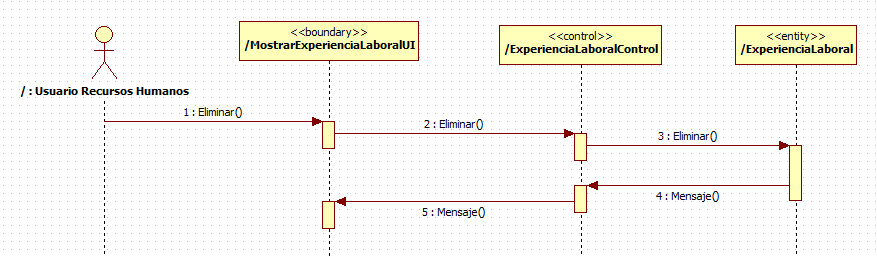 <<boundary>>
/MostrarExperienciaLaboralUI
<<control>>
/ExperienciaLaboralControl
<<entity>>
/ExperienciaLaboral
/ : Usuario Recursos Humanos
1 : Eliminar()
2 : Eliminar()
3 : Eliminar()
4 : Mensaje()
5 : Mensaje()